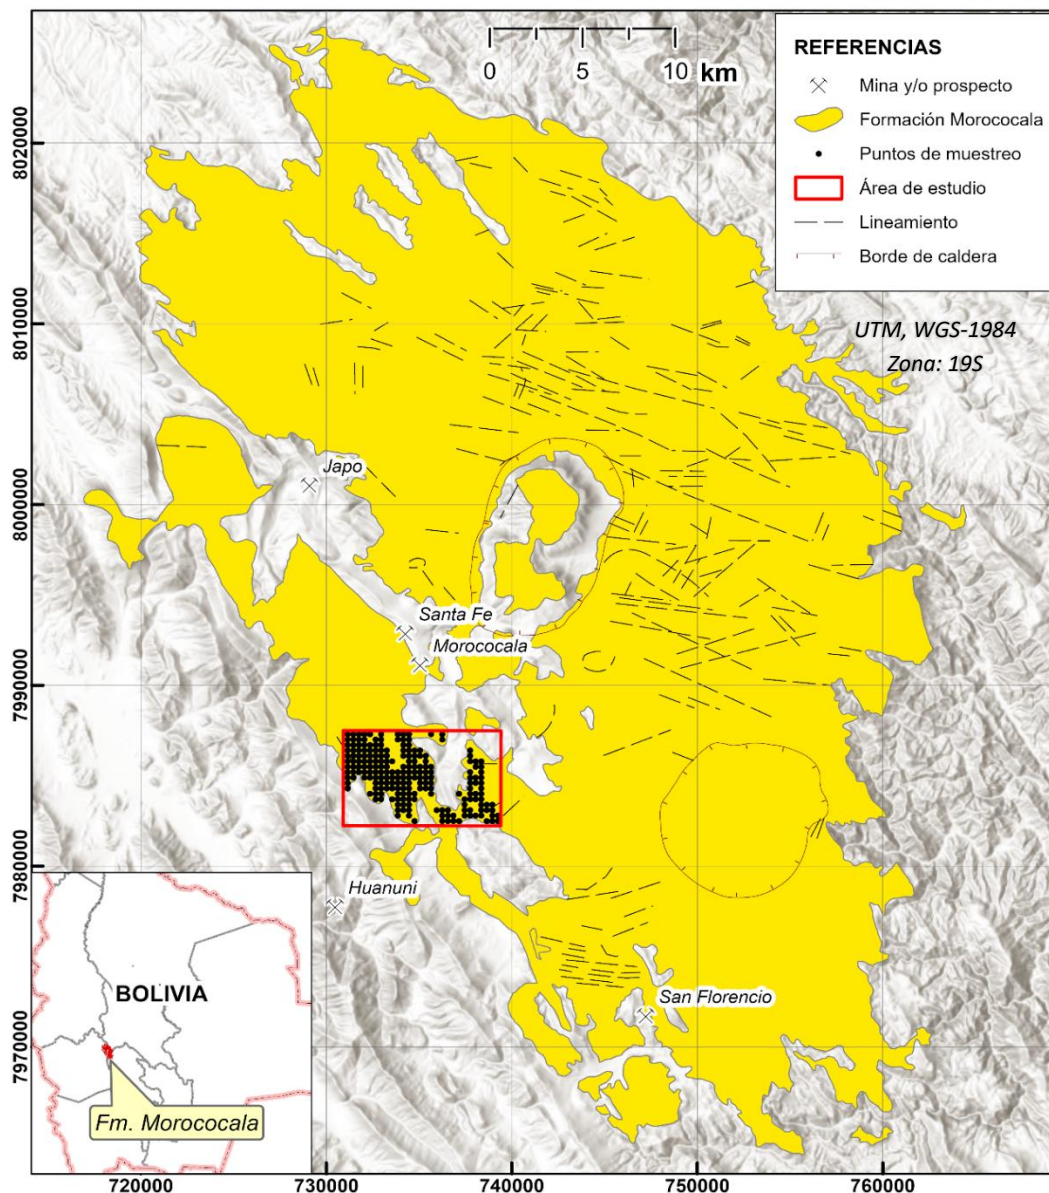 REFERENCIAS
Mina y/o prospecto
Formación Morococala
Puntos de muestreo
Área de estudio
Lineamiento
Borde de caldera
0 5 10 km
UTM, WGS-1984
Zona: 19S
8020000
8010000
8000000
7990000
7980000
7970000
Japo
Santa Fe
Morococala
Huanuni
San Florencio
BOLIVIA
Fm. Morococala
720000 730000 740000 750000 760000